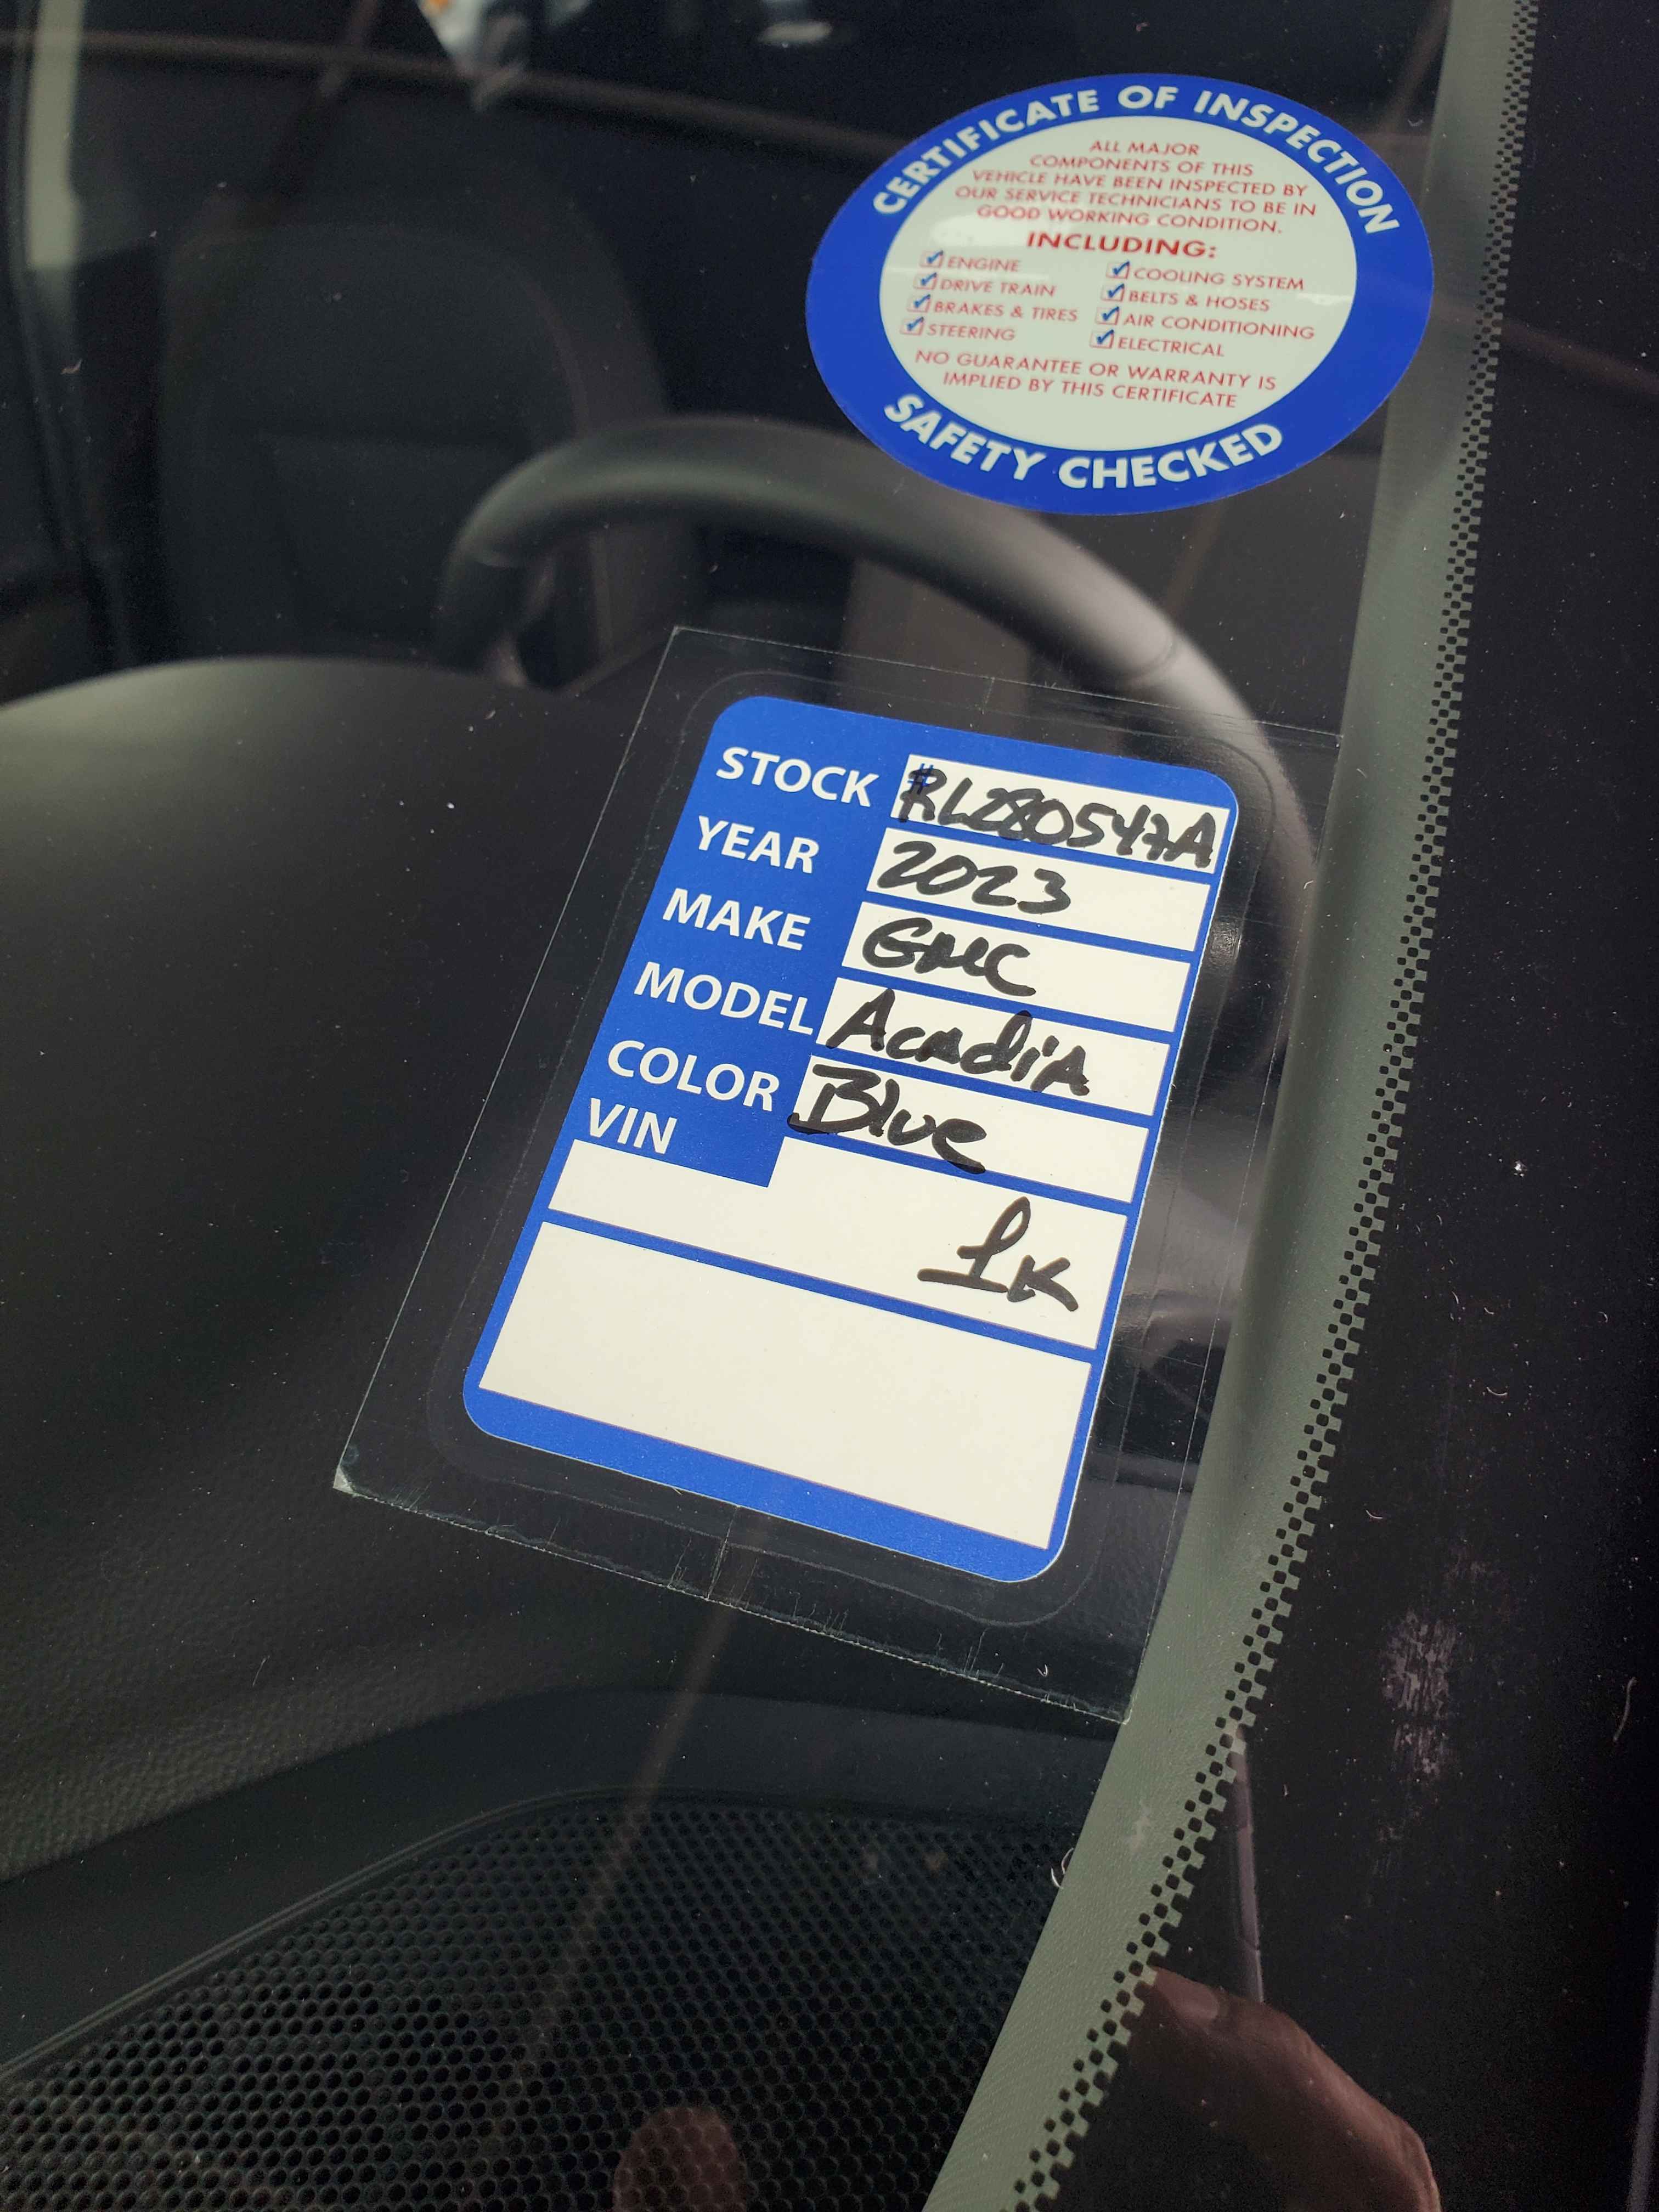 CERTIFICATE OF INSPECTION
ALL MAJOR
COMPONENTS OF THIS
VEHICLE HAVE BEEN INSPECTED BY
OUR SERVICE TECHNICIANS TO BE IN
GOOD WORKING CONDITION.
INCLUDING:
ENGINE
DRIVE TRAIN
BRAKES & TIRES
STEERING
COOLING SYSTEM
BELTS & HOSES
AIR CONDITIONING
ELECTRICAL
NO GUARANTEE OR WARRANTY IS
IMPLIED BY THIS CERTIFICATE
SAFETY CHECKED
STOCK #RL280547A
YEAR 2023
MAKE GMC
MODEL Acadia
COLOR Blue
VIN
1K